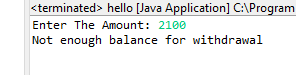 <terminated> hello [Java Application] C:\Program
Enter The Amount: 2100
Not enough balance for withdrawal